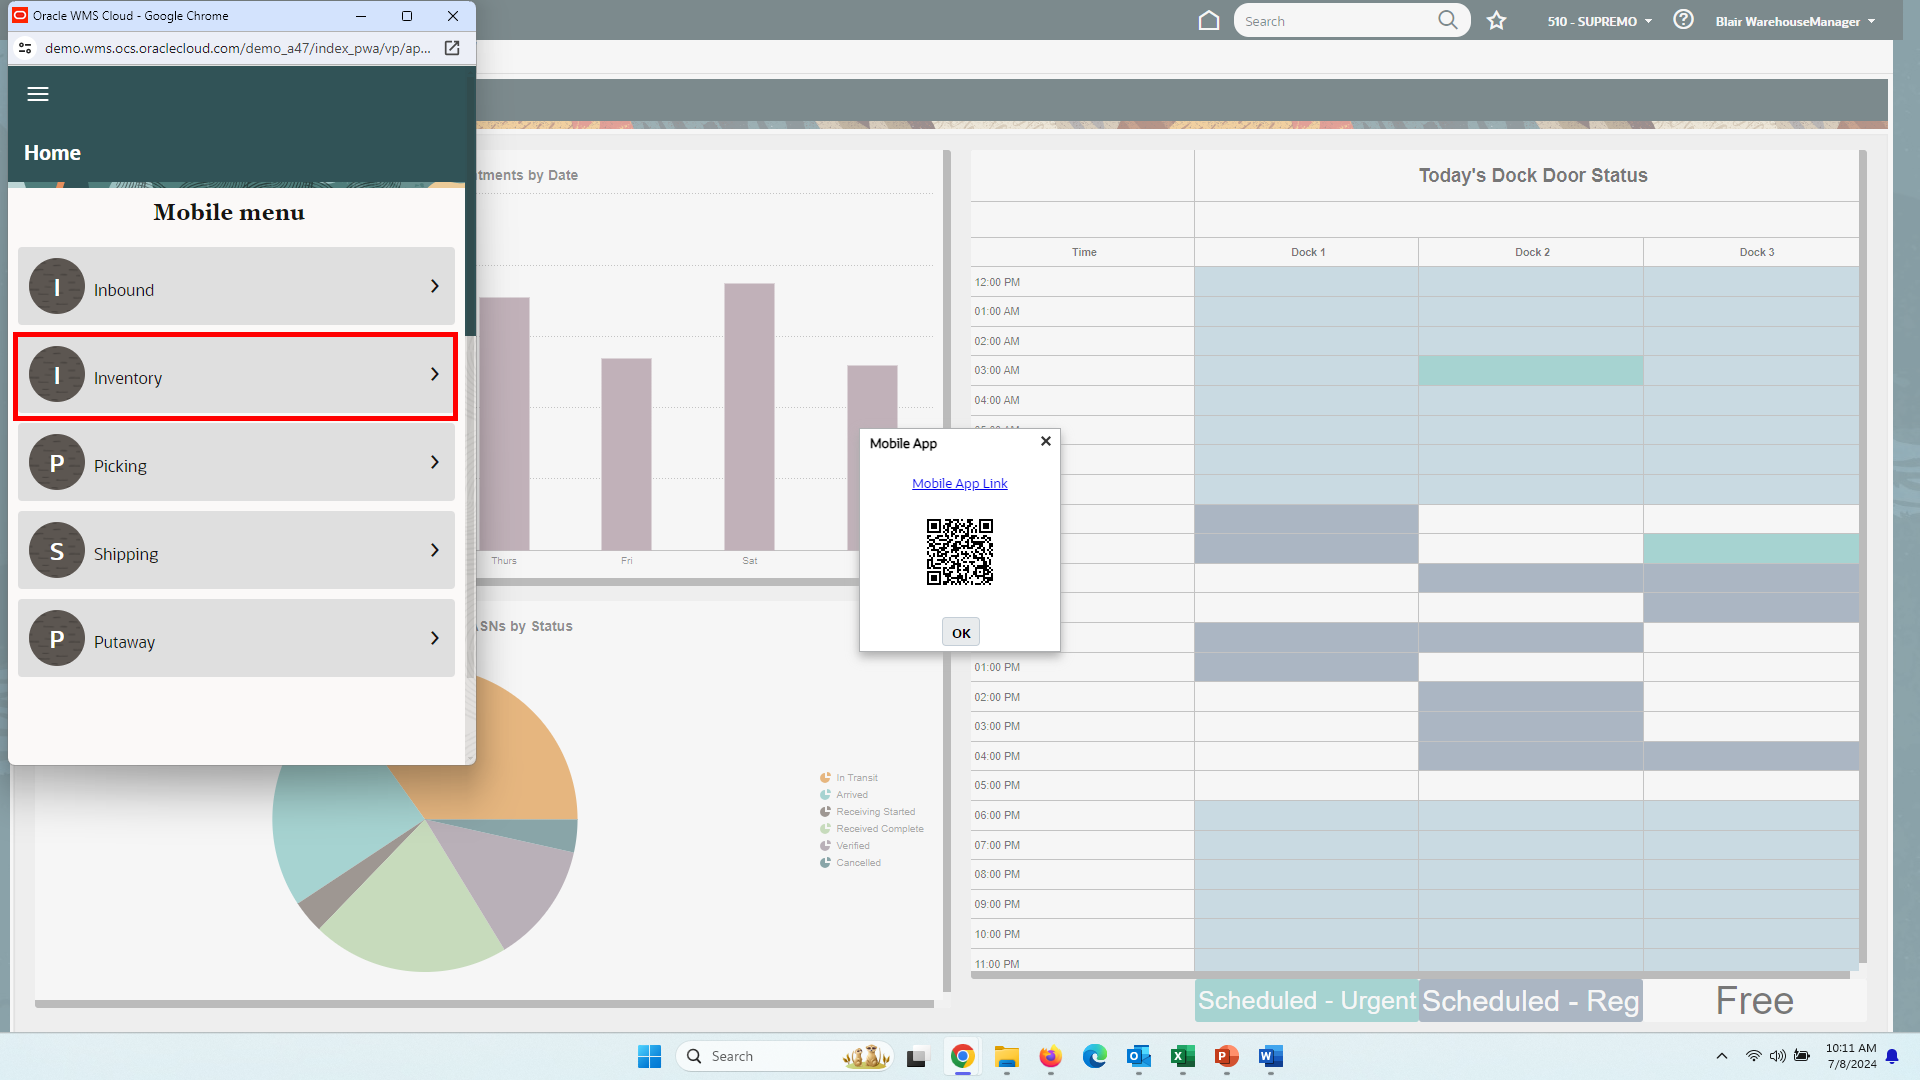 Oracle WMS Cloud - Google Chrome
demo.wms.ocs.oraclecloud.com/demo_a47/index_pwa/vp/ap...
Home
Mobile menu
I Inbound
I Inventory
P Picking
S Shipping
P Putaway
Search
510 - SUPREMO
Blair WarehouseManager
tments by Date
Thurs
Fri
Sat
ASNs by Status
In Transit
Arrived
Receiving Started
Received Complete
Verified
Cancelled
Mobile App
Mobile App Link
OK
Today's Dock Door Status
Time Dock 1 Dock 2 Dock 3
12:00 PM
01:00 AM
02:00 AM
03:00 AM
04:00 AM
01:00 PM
02:00 PM
03:00 PM
04:00 PM
05:00 PM
06:00 PM
07:00 PM
08:00 PM
09:00 PM
10:00 PM
11:00 PM
Scheduled - Urgent Scheduled - Reg Free
Search
10:11 AM
7/8/2024